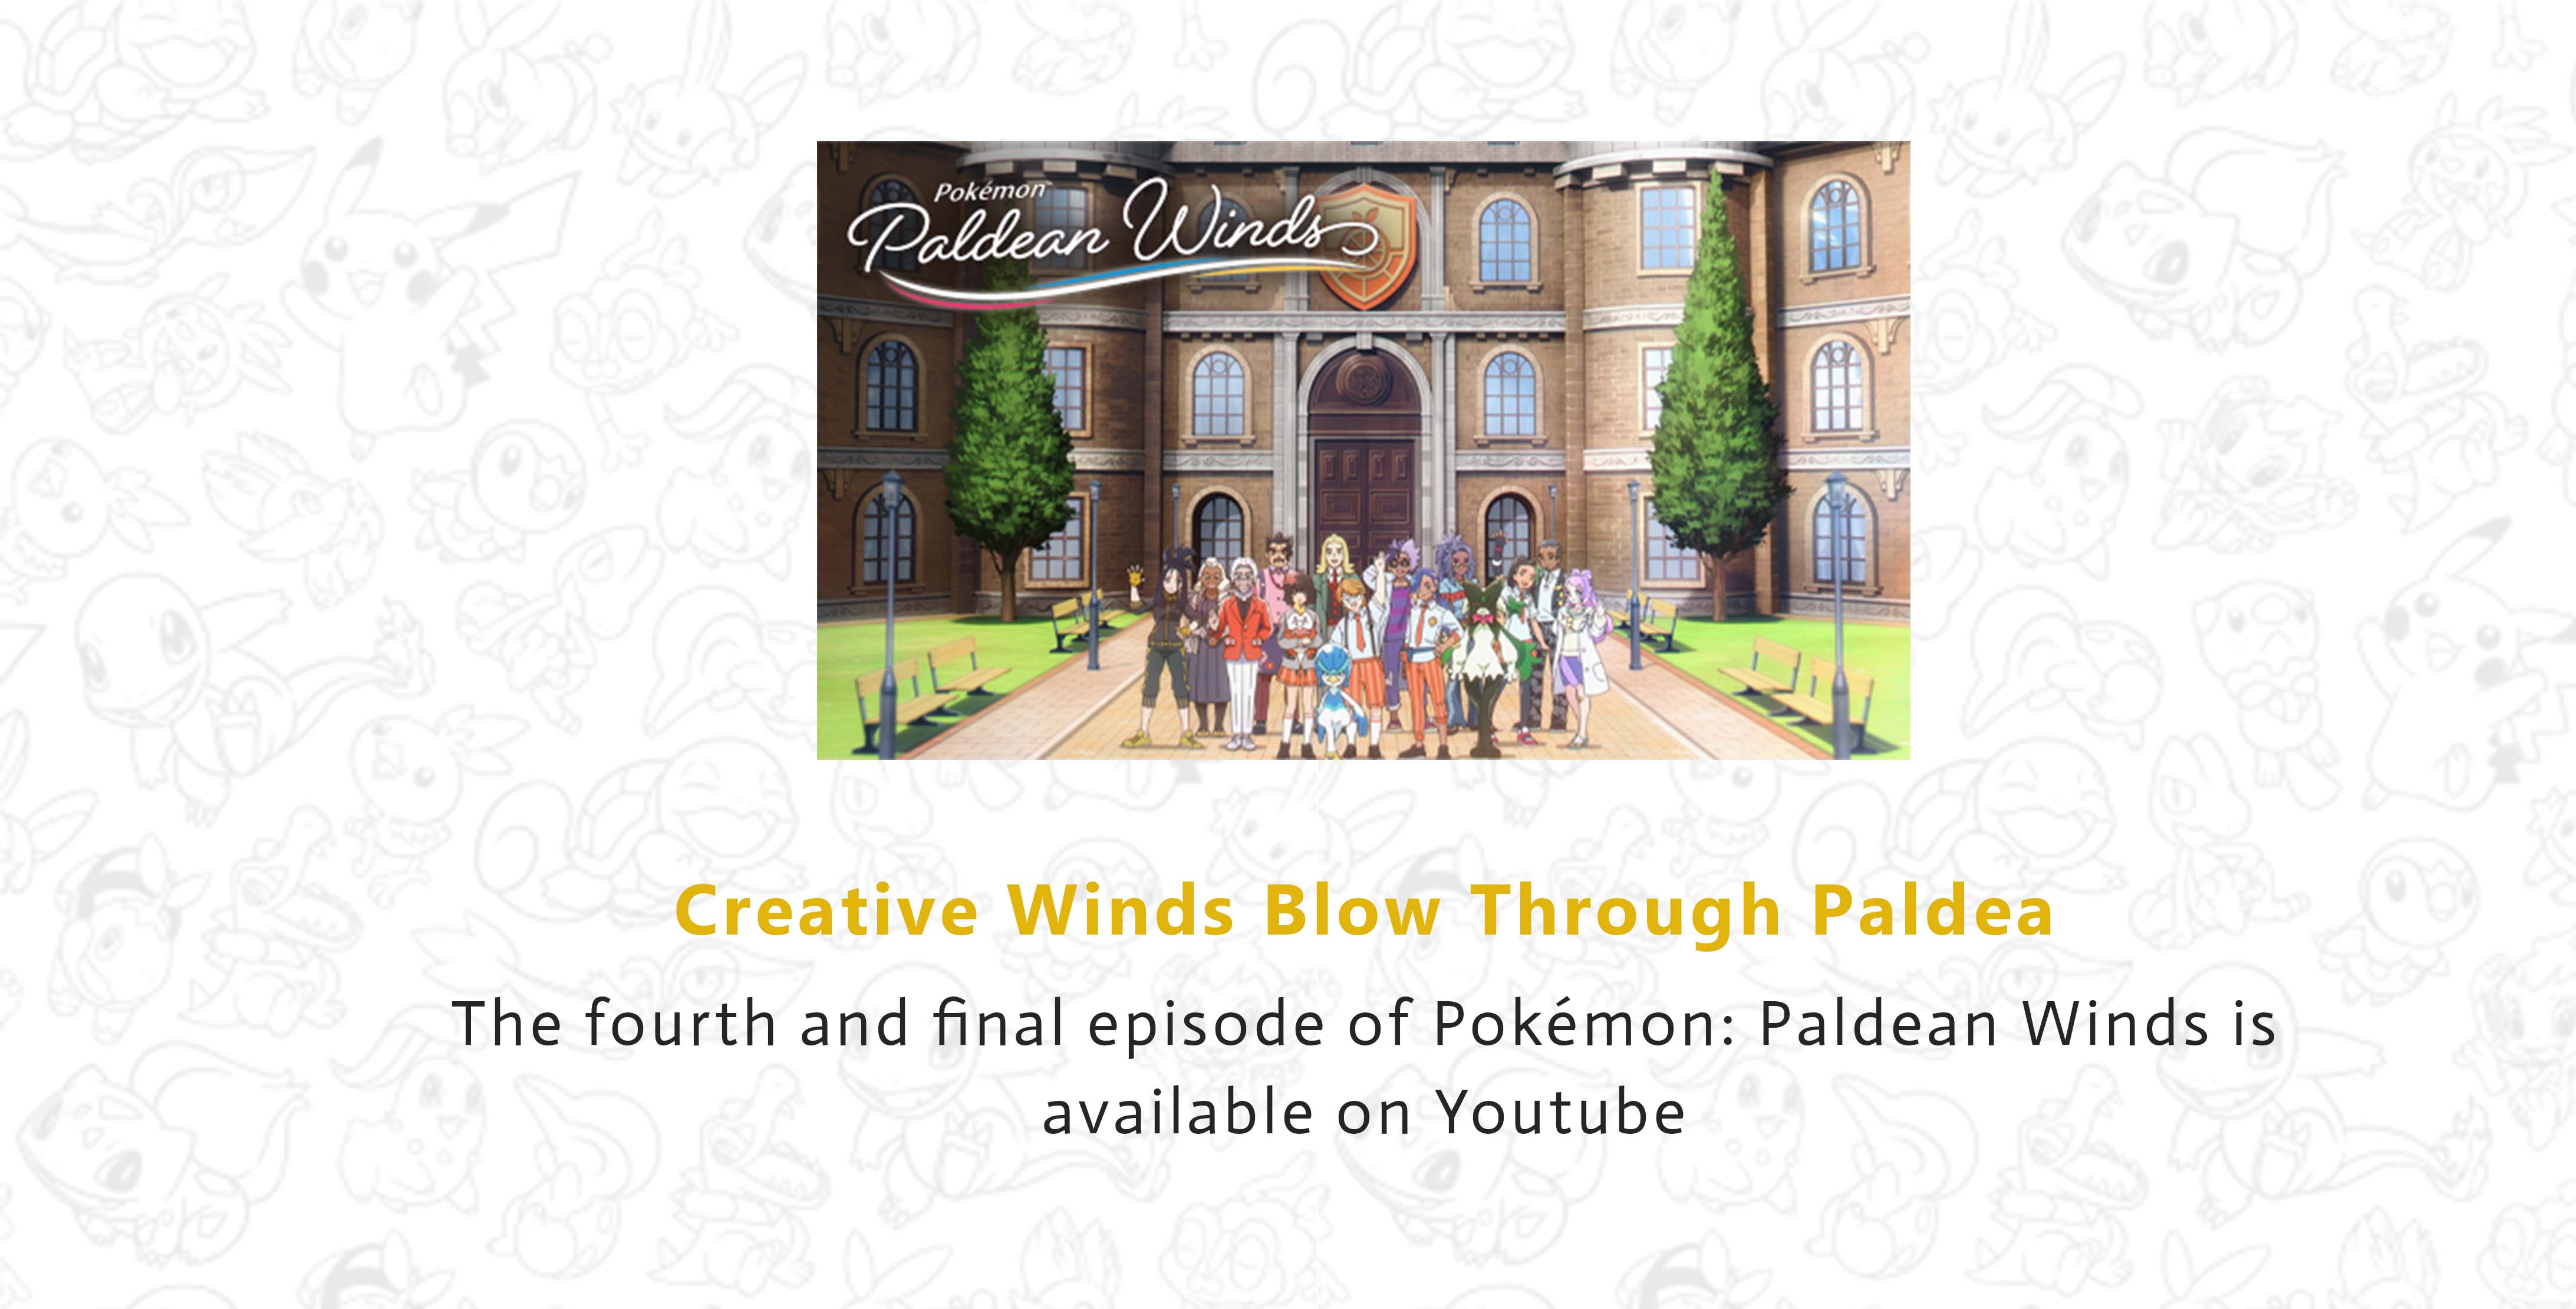 Pokémon
Paldean Winds
Creative Winds Blow Through Paldea
The fourth and final episode of Pokémon: Paldean Winds is
available on Youtube